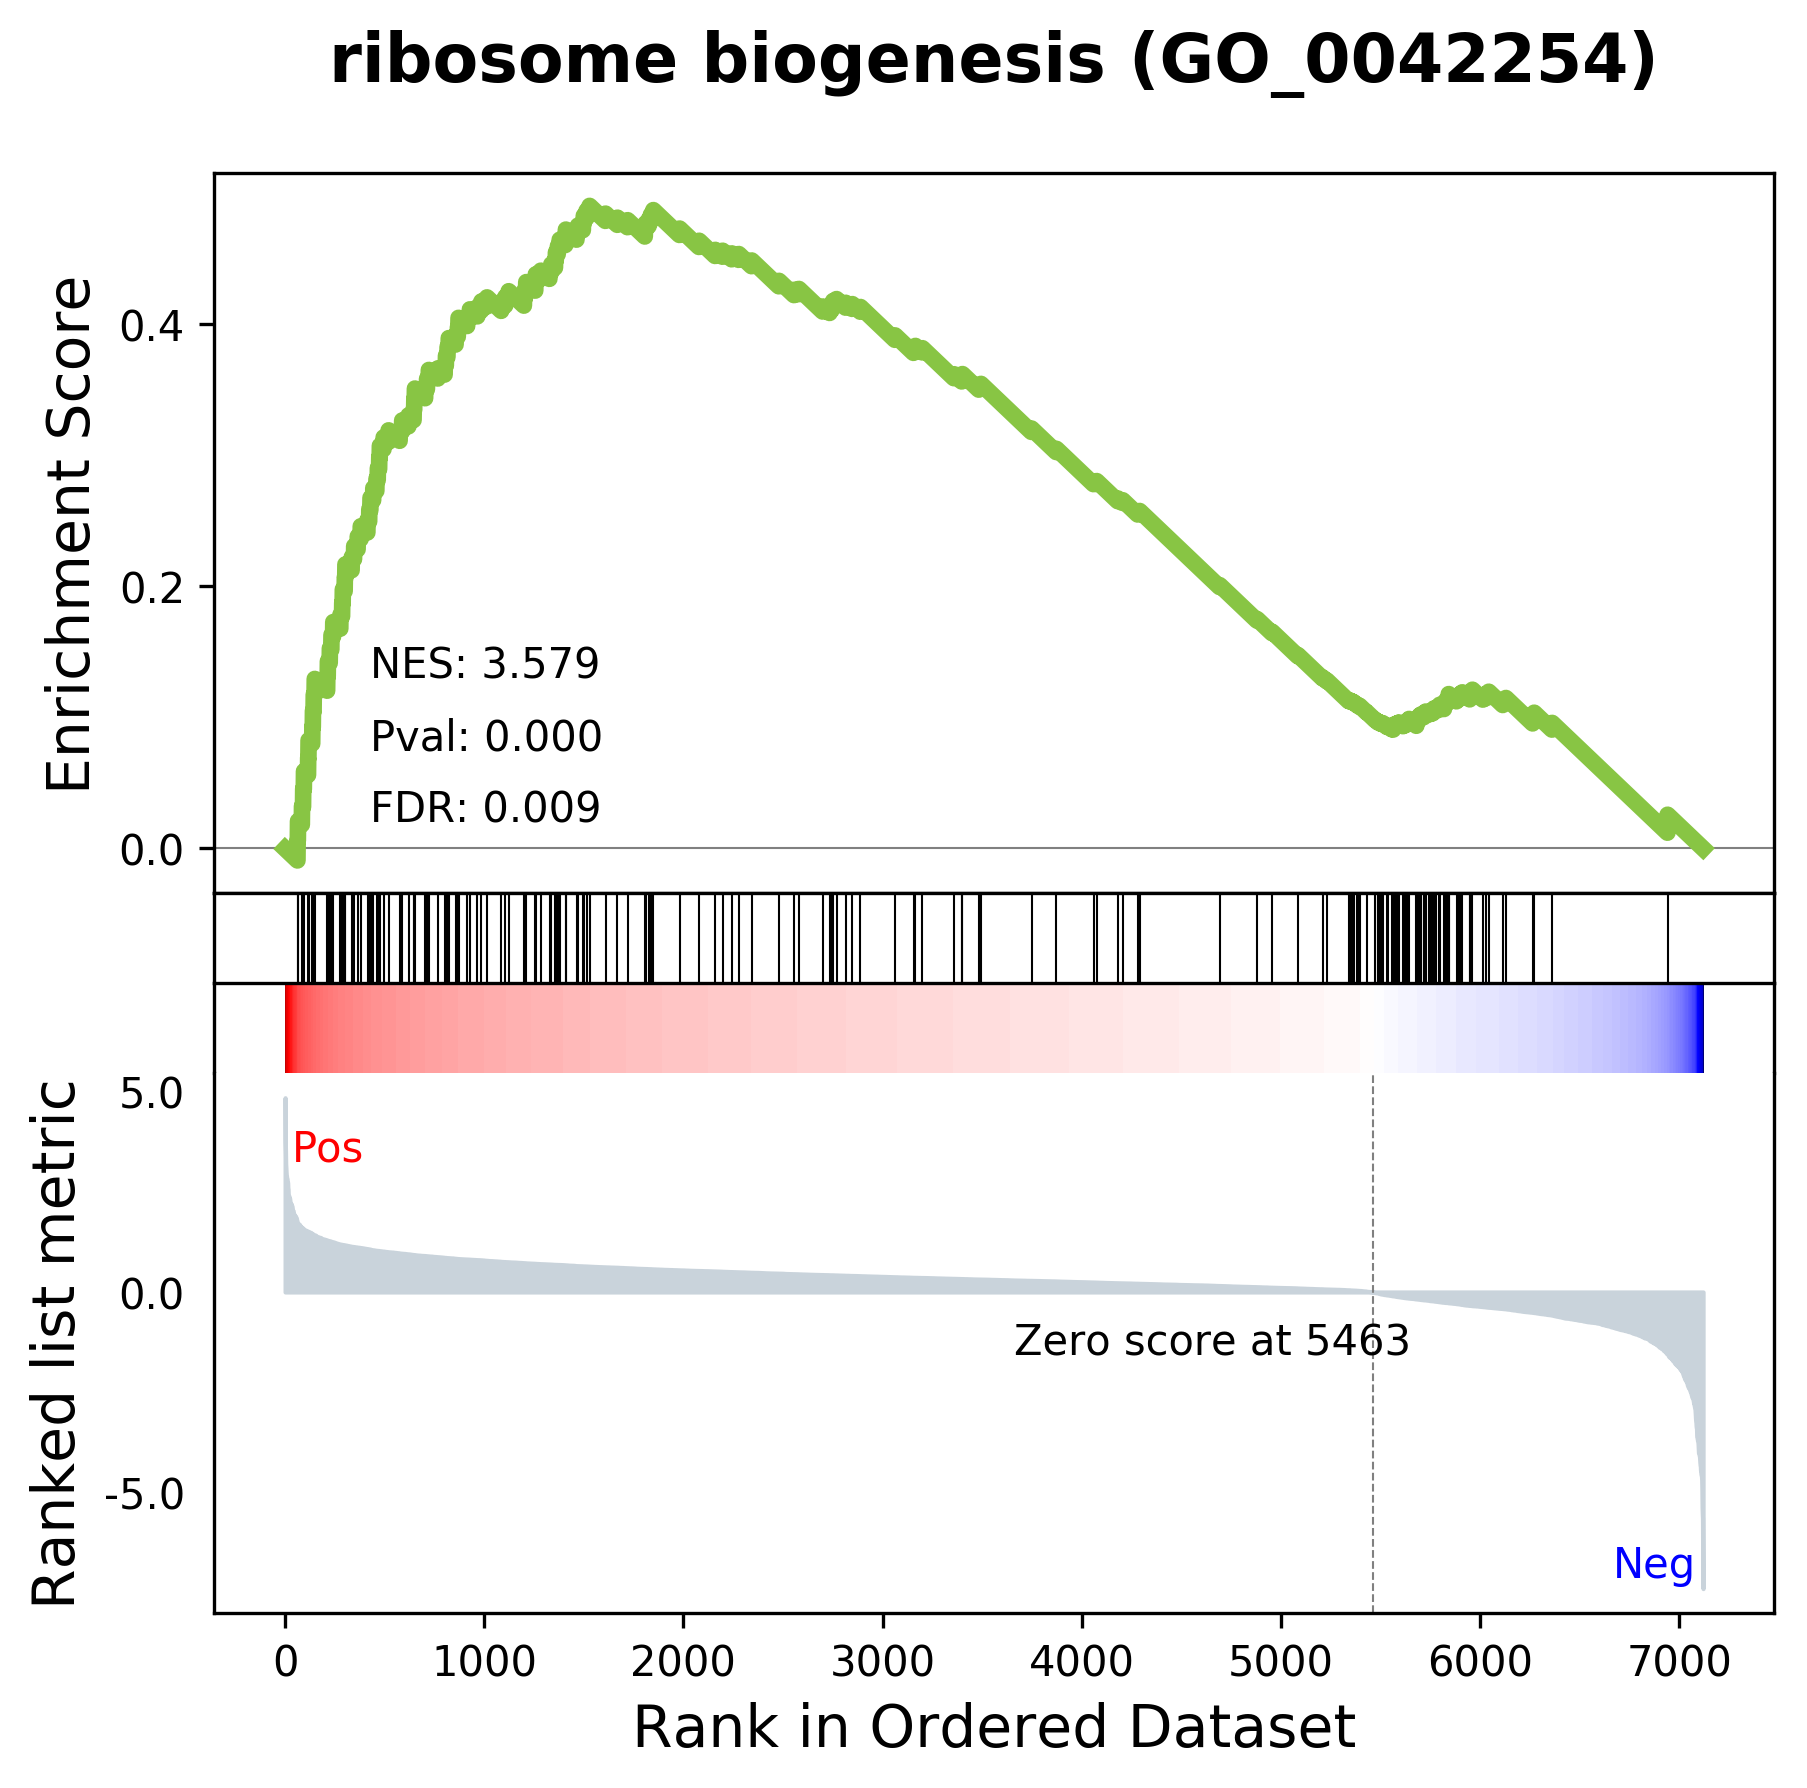 ribosome biogenesis (GO_0042254)
Enrichment Score
0.4
0.2
0.0
NES: 3.579
Pval: 0.000
FDR: 0.009
Ranked list metric
5.0
0.0
-5.0
Pos
Zero score at 5463
Neg
0 1000 2000 3000 4000 5000 6000 7000
Rank in Ordered Dataset